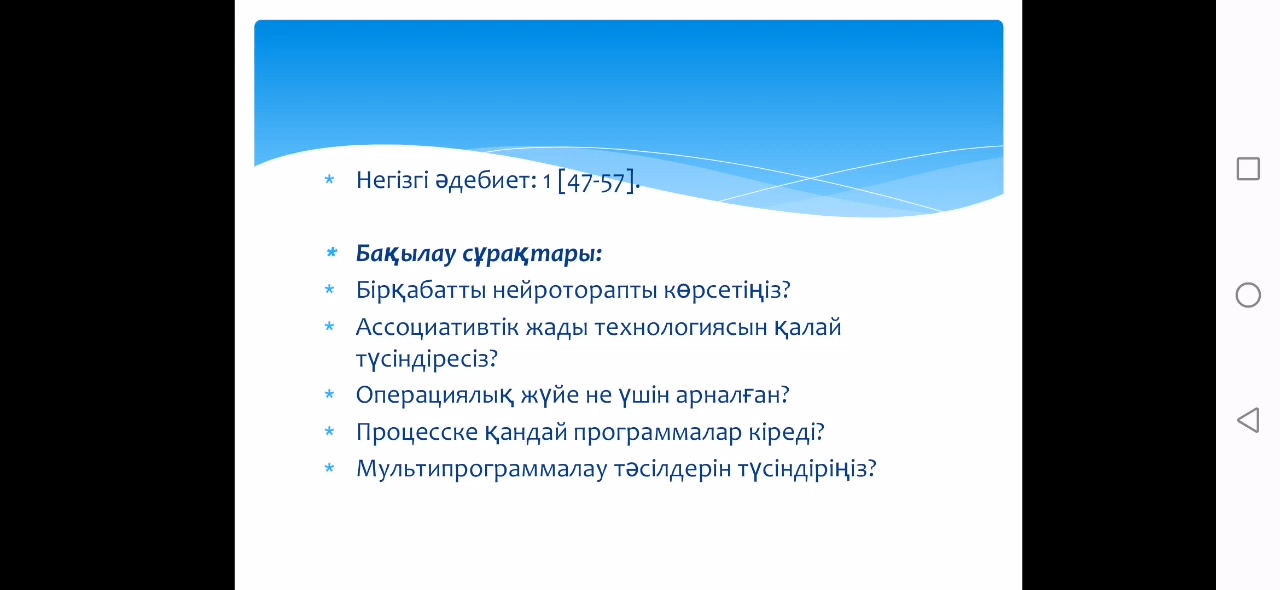 * Негізгі әдебиет: 1 [47-57].
* Бақылау сұрақтары:
* Бірқабатты нейроторапты көрсетіңіз?
* Ассоциативтік жады технологиясын қалай
түсіндіресіз?
* Операциялық жүйе не үшін арналған?
* Процесске қандай программалар кіреді?
* Мультипрограммалау тәсілдерін түсіндіріңіз?